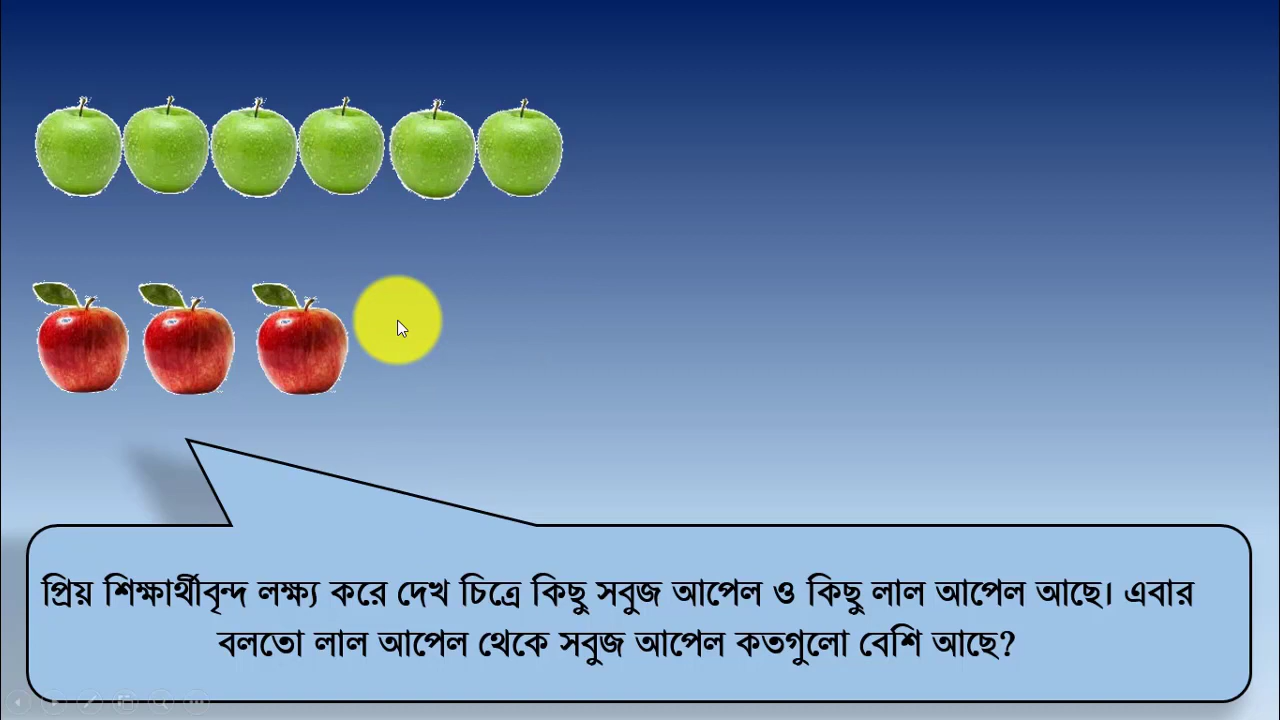 প্রিয় শিক্ষার্থীবৃন্দ লক্ষ্য করে দেখ চিত্রে কিছু সবুজ আপেল ও কিছু লাল আপেল আছে। এবার
বলতো লাল আপেল থেকে সবুজ আপেল কতগুলো বেশি আছে?